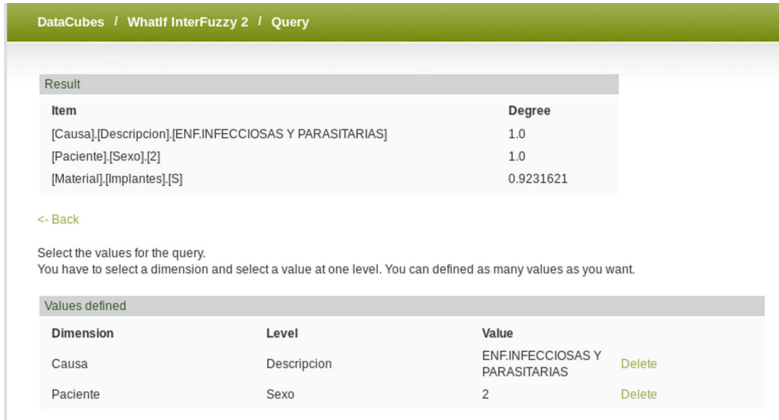 DataCubes / WhatIf InterFuzzy 2 / Query
Result
Item Degree
[Causa].[Descripcion].[ENF.INFECCIOSAS Y PARASITARIAS] 1.0
[Paciente].[Sexo].[2] 1.0
[Material].[Implantes].[S] 0.9231621
<- Back
Select the values for the query.
You have to select a dimension and select a value at one level. You can defined as many values as you want.
Values defined
Dimension Level Value
Causa Descripcion ENF.INFECCIOSAS Y PARASITARIAS Delete
Paciente Sexo 2 Delete